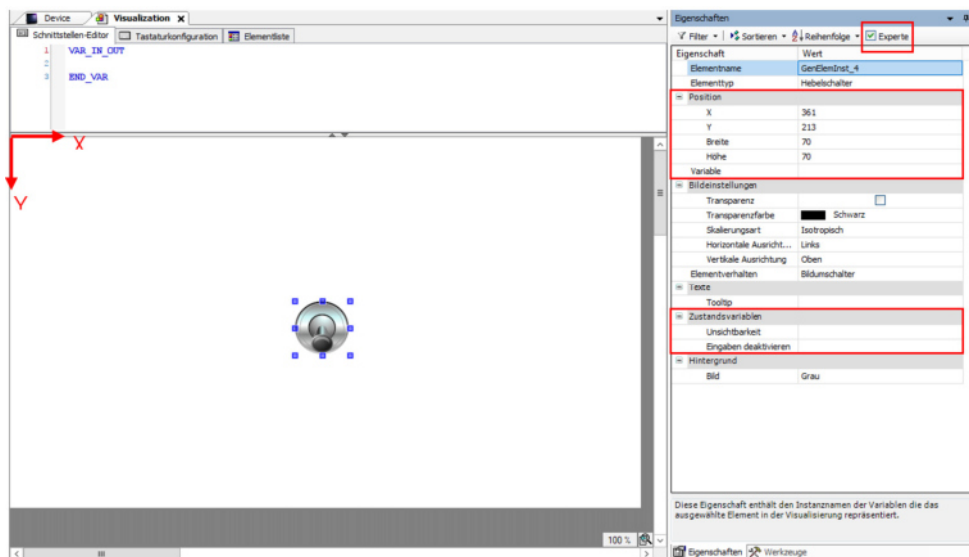 Device
Visualization X
Schnittstellen-Editor
Tastaturkonfiguration
Elementliste
1 VAR_IN_OUT
2
3 END_VAR
X
Y
100 %
Eigenschaften
Filter
Sortieren
Reihenfolge
Experte
Eigenschaft Wert
Elementname GenElemInst_4
Elementtyp Hebelschalter
Position
X 361
Y 213
Breite 70
Höhe 70
Variable
Bildeinstellungen
Transparenz
Transparenzfarbe Schwarz
Skalierungsart Isotropisch
Horizontale Ausricht... Links
Vertikale Ausrichtung Oben
Elementverhalten Bildumschalter
Texte
Tooltip
Zustandsvariablen
Unsichtbarkeit
Eingaben deaktivieren
Hintergrund
Bild Grau
Diese Eigenschaft enthält den Instanznamen der Variablen die das
ausgewählte Element in der Visualisierung repräsentiert.
Eigenschaften
Werkzeuge